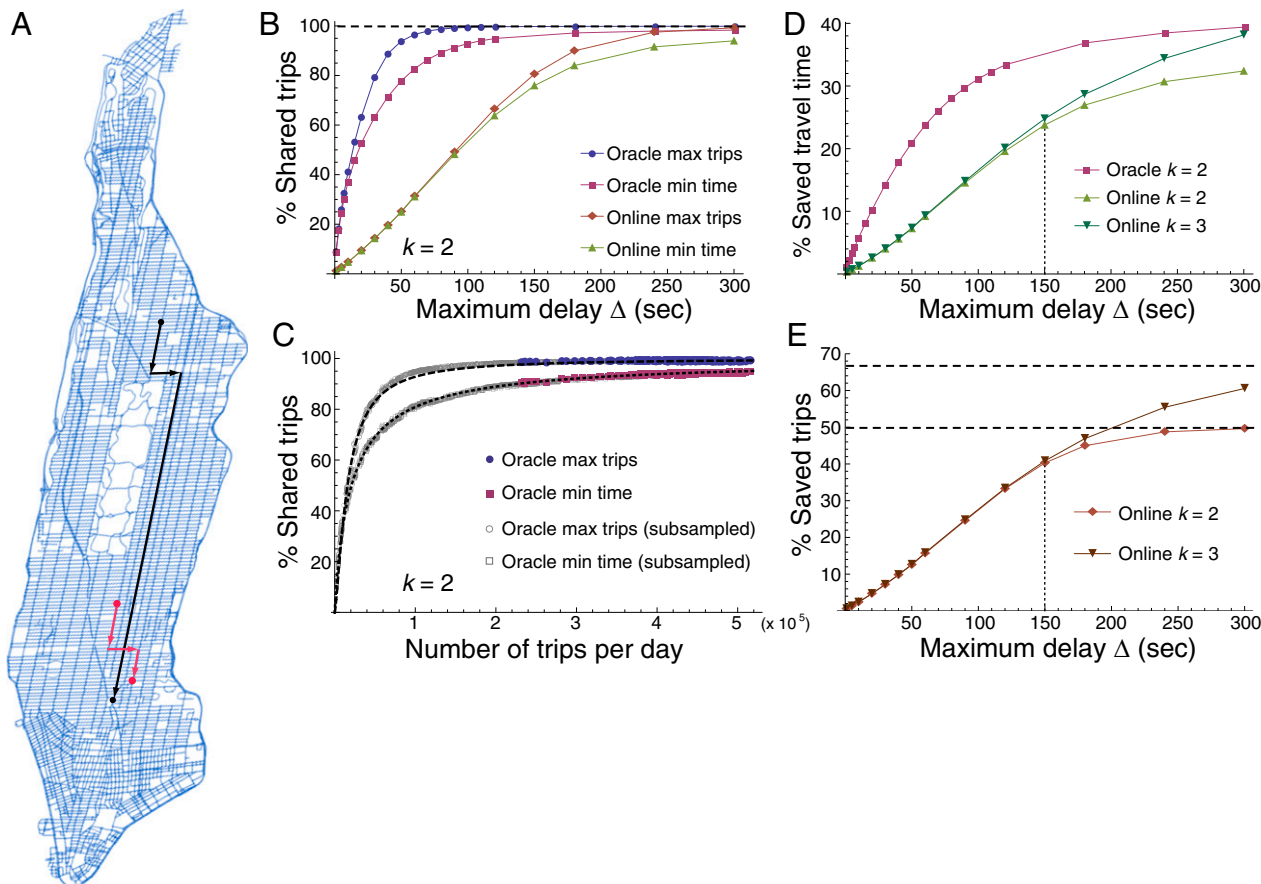 A
B
% Shared trips
100
80
60
40
20
50
100
150
200
250
300
k = 2
Oracle max trips
Oracle min time
Online max trips
Online min time
Maximum delay Δ (sec)
C
% Shared trips
100
80
60
40
20
1
2
3
4
5
(x 10^5)
k = 2
Oracle max trips
Oracle min time
Oracle max trips (subsampled)
Oracle min time (subsampled)
Number of trips per day
D
% Saved travel time
40
30
20
10
50
100
150
200
250
300
Oracle k = 2
Online k = 2
Online k = 3
Maximum delay Δ (sec)
E
% Saved trips
70
60
50
40
30
20
10
50
100
150
200
250
300
Online k = 2
Online k = 3
Maximum delay Δ (sec)